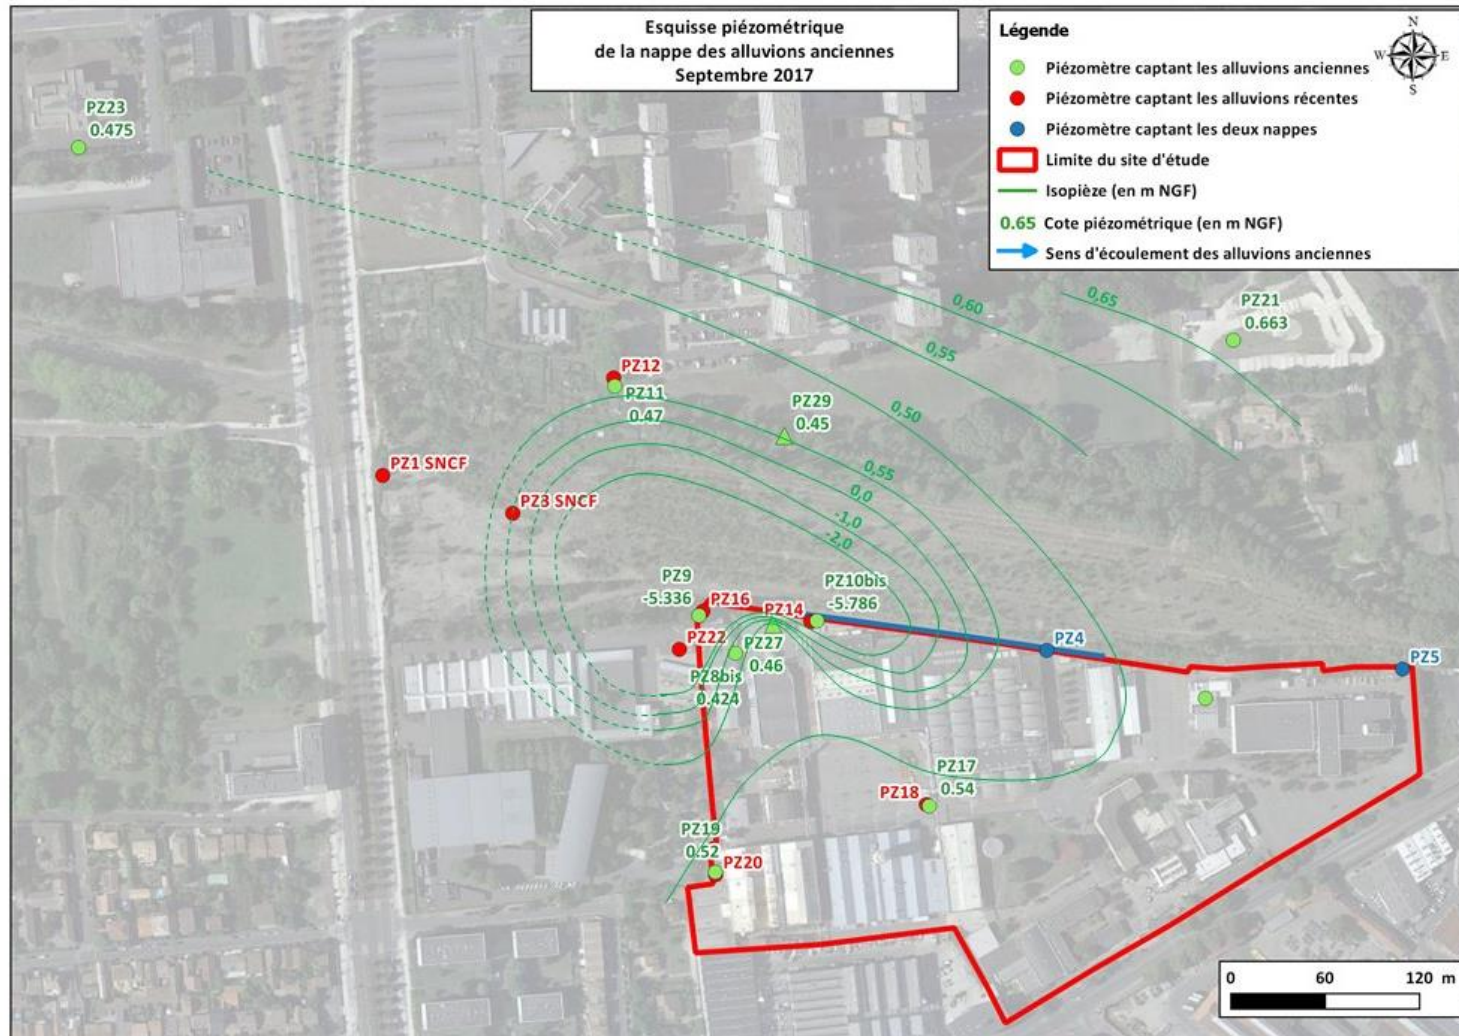 Esquisse piézométrique
de la nappe des alluvions anciennes
Septembre 2017
Légende
Piézomètre captant les alluvions anciennes
Piézomètre captant les alluvions récentes
Piézomètre captant les deux nappes
Limite du site d'étude
Isopièze (en m NGF)
0.65 Cote piézométrique (en m NGF)
Sens d'écoulement des alluvions anciennes
N
W
E
S
PZ23
0.475
0,65
0,60
PZ21
0.663
0,55
PZ12
PZ11
0.47
0,50
PZ29
0.45
PZ1 SNCF
0,55
PZ3 SNCF
0,0
-1,0
-2,0
PZ9
-5.336
PZ16
PZ14
PZ10bis
-5.786
PZ22
PZ27
0.46
PZ4
PZ5
PZ8bis
0.424
PZ17
0.54
PZ18
PZ19
0.52
PZ20
0 60 120 m